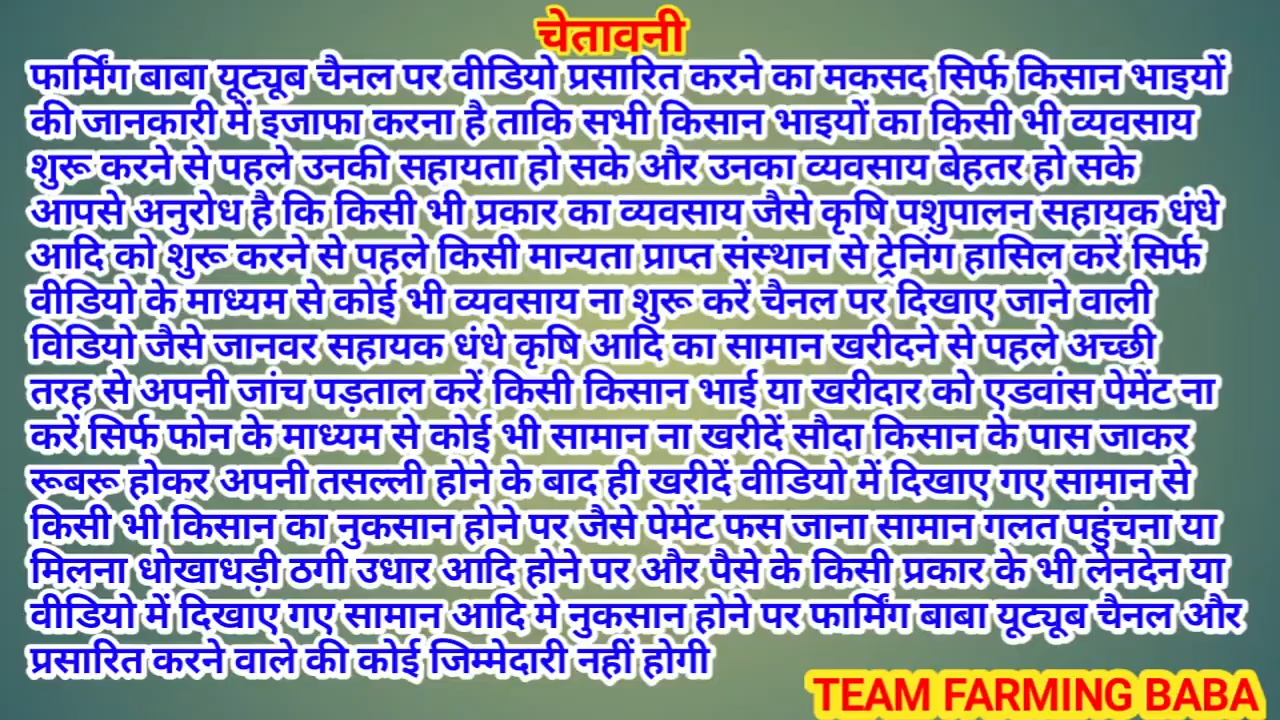 चेतावनी
फार्मिंग बाबा यूट्यूब चैनल पर वीडियो प्रसारित करने का मकसद सिर्फ किसान भाइयों
की जानकारी में इजाफा करना है ताकि सभी किसान भाइयों का किसी भी व्यवसाय
शुरू करने से पहले उनकी सहायता हो सके और उनका व्यवसाय बेहतर हो सके
आपसे अनुरोध है कि किसी भी प्रकार का व्यवसाय जैसे कृषि पशुपालन सहायक धंधे
आदि को शुरू करने से पहले किसी मान्यता प्राप्त संस्थान से ट्रेनिंग हासिल करें सिर्फ
वीडियो के माध्यम से कोई भी व्यवसाय ना शुरू करें चैनल पर दिखाए जाने वाली
विडियो जैसे जानवर सहायक धंधे कृषि आदि का सामान खरीदने से पहले अच्छी
तरह से अपनी जांच पड़ताल करें किसी किसान भाई या खरीदार को एडवांस पेमेंट ना
करें सिर्फ फोन के माध्यम से कोई भी सामान ना खरीदें सौदा किसान के पास जाकर
रूबरू होकर अपनी तसल्ली होने के बाद ही खरीदें वीडियो में दिखाए गए सामान से
किसी भी किसान का नुकसान होने पर जैसे पेमेंट फस जाना सामान गलत पहुंचना या
मिलना धोखाधड़ी ठगी उधार आदि होने पर और पैसे के किसी प्रकार के भी लेनदेन या
वीडियो में दिखाए गए सामान आदि मे नुकसान होने पर फार्मिंग बाबा यूट्यूब चैनल और
प्रसारित करने वाले की कोई जिम्मेदारी नहीं होगी
TEAM FARMING BABA